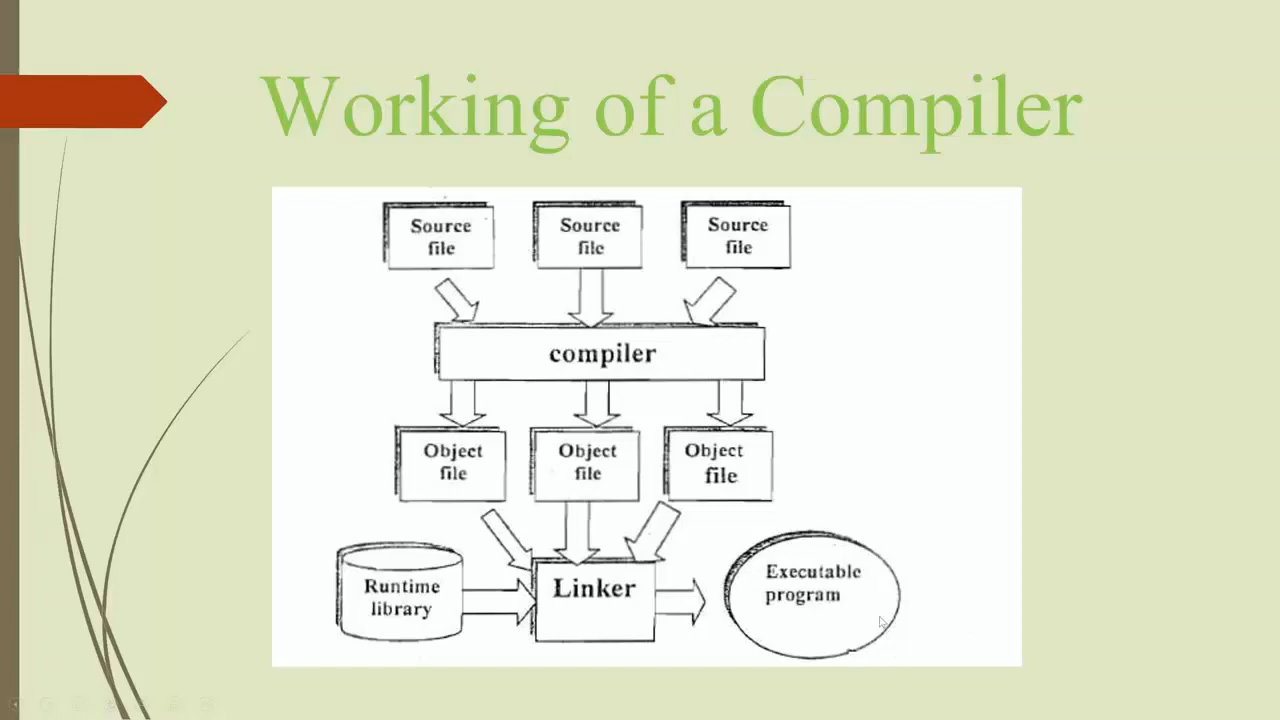 Working of a Compiler
Source
file
Source
file
Source
file
compiler
Object
file
Object
file
Object
file
Runtime
library
Linker
Executable
program